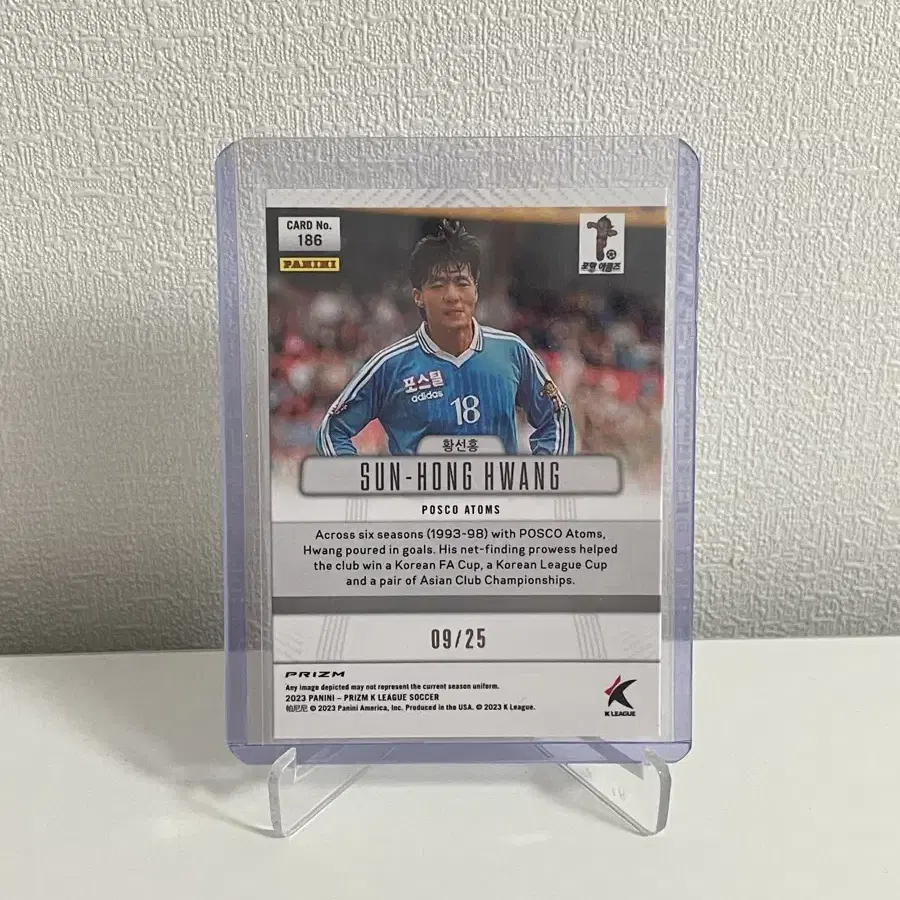 CARD No.
186
PANINI
포항 아톰즈
포스틸
adidas
18
황선홍
SUN-HONG HWANG
POSCO ATOMS
Across six seasons (1993-98) with POSCO Atoms,
Hwang poured in goals. His net-finding prowess helped
the club win a Korean FA Cup, a Korean League Cup
and a pair of Asian Club Championships.
09/25
PRIZM
Any image depicted may not represent the current season uniform.
2023 PANINI – PRIZM K LEAGUE SOCCER
帕尼尼 © 2023 Panini America, Inc. Produced in the USA. © 2023 K League.
K LEAGUE